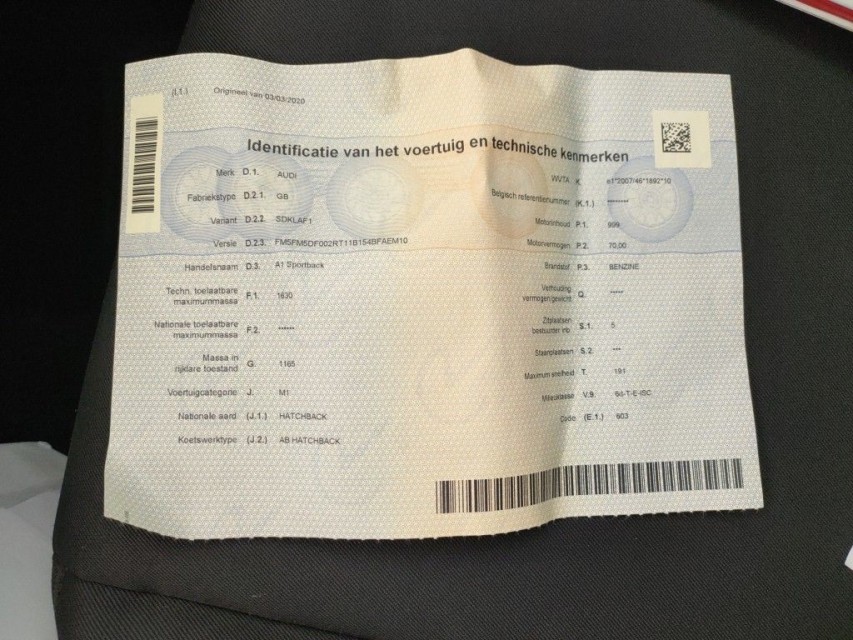 (I.1.) Origineel van 03/03/2020
Identificatie van het voertuig en technische kenmerken
Merk D.1. AUDI
Fabriekstype D.2.1. GB
Variant D.2.2. SDKLAF1
Versie D.2.3. FM5FM5DF002RT11B154BFAEM10
Handelsnaam D.3. A1 Sportback
Techn. toelaatbare
maximummassa F.1. 1630
Nationale toelaatbare
maximummassa F.2. ******
Massa in
rijklare toestand G. 1165
Voertuigcategorie J. M1
Nationale aard (J.1.) HATCHBACK
Koetswerktype (J.2.) AB HATCHBACK
WVTA K. e1*2007/46*1892*10
Belgisch referentienummer (K.1.) *******
Motorinhoud P.1. 999
Motorvermogen P.2. 70,00
Brandstof P.3. BENZINE
Verhouding
vermogen/gewicht Q. *****
Zitplaatsen
bestuurder inb. S.1. 5
Staanplaatsen S.2. ***
Maximum snelheid T. 191
Milieuklasse V.9. 6d-T-E-ISC
Code (E.1.) 603